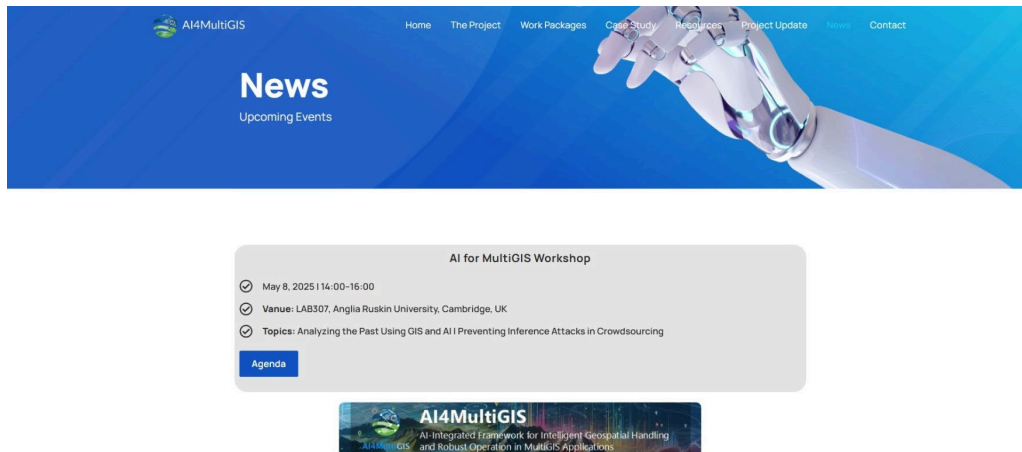 AI4MultiGIS
Home The Project Work Packages Case Study Resources Project Update News Contact
News
Upcoming Events
AI for MultiGIS Workshop
May 8, 2025 | 14:00–16:00
Vanue: LAB307, Anglia Ruskin University, Cambridge, UK
Topics: Analyzing the Past Using GIS and AI | Preventing Inference Attacks in Crowdsourcing
Agenda
AI4MultiGIS
AI-Integrated Framework for Intelligent Geospatial Handling
AI4MultiGIS and Robust Operation in MultiGIS Applications